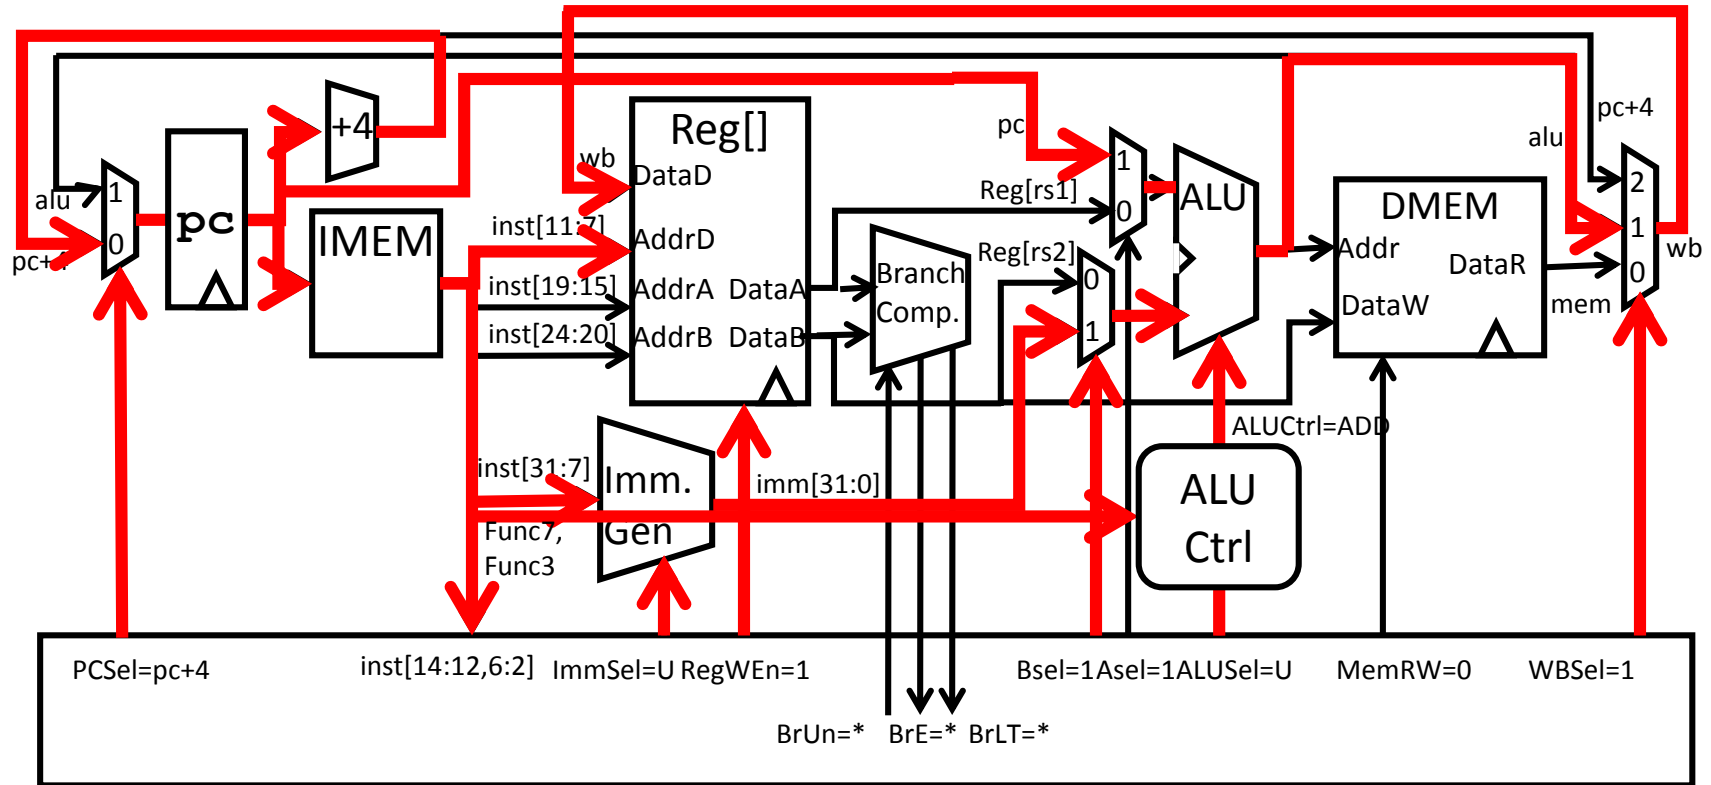 pc+4
alu
pc
+4
Reg[]
wb
DataD
alu
1
0
pc
IMEM
inst[11:7]
AddrD
Reg[rs1]
1
0
ALU
DMEM
2
1
0
wb
pc+4
Reg[rs2]
Addr
DataR
inst[19:15]
AddrA
DataA
Branch
Comp.
0
1
DataW
mem
inst[24:20]
AddrB
DataB
ALUCtrl=ADD
inst[31:7]
Imm.
Gen
imm[31:0]
ALU
Ctrl
Func7,
Func3
PCSel=pc+4
inst[14:12,6:2]
ImmSel=U
RegWEn=1
Bsel=1
Asel=1
ALUSel=U
MemRW=0
WBSel=1
BrUn=*
BrE=*
BrLT=*